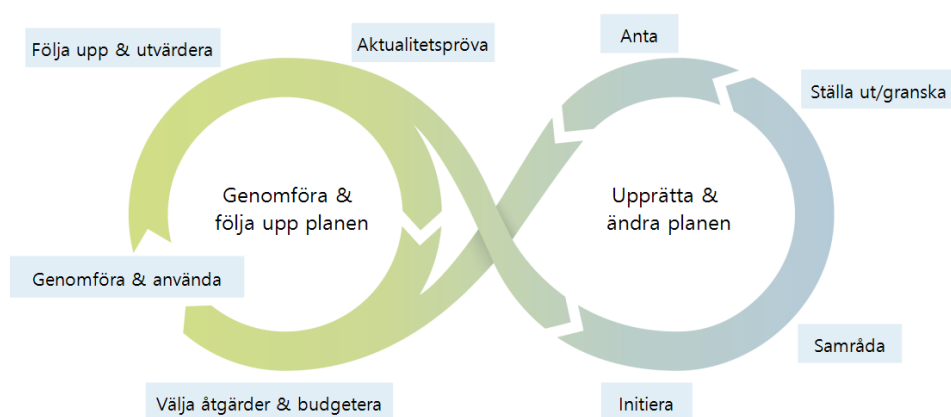 Följa upp & utvärdera
Aktualitetspröva
Anta
Ställa ut/granska
Genomföra &
följa upp planen
Upprätta &
ändra planen
Genomföra & använda
Samråda
Välja åtgärder & budgetera
Initiera